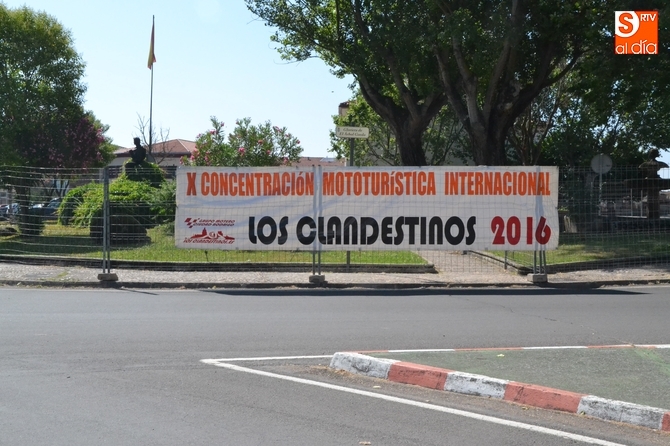 S RTV
al día
X CONCENTRACIóN MOTOTURíSTICA INTERNACIONAL
LOS CLANDESTINOS 2016